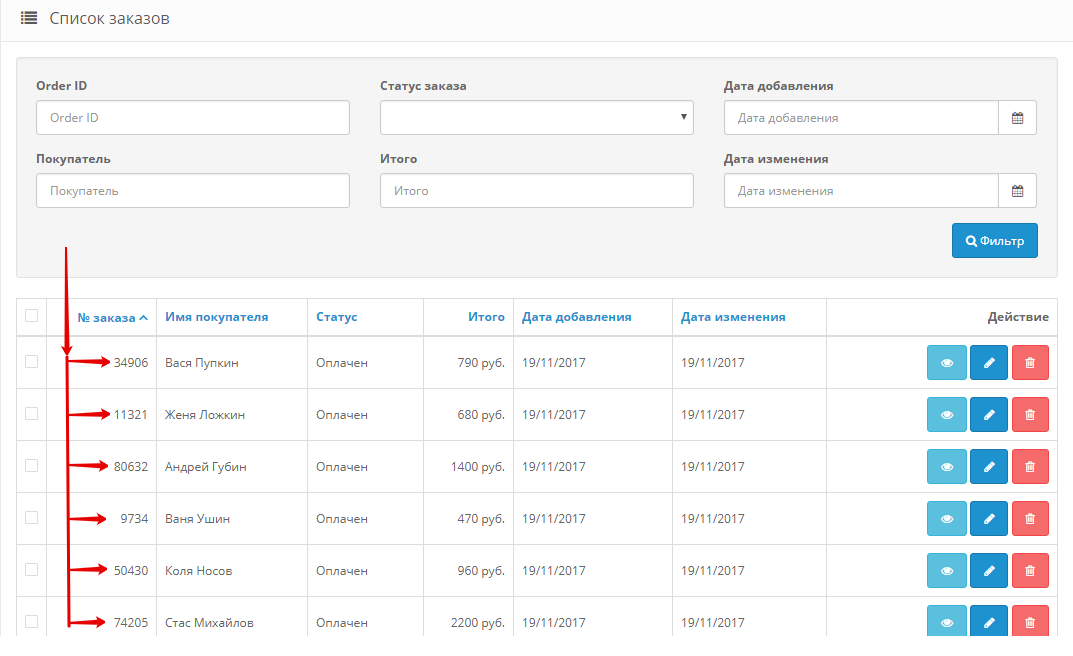 Список заказов
Order ID Статус заказа Дата добавления
Order ID Дата добавления
Покупатель Итого Дата изменения
Покупатель Итого Дата изменения
Фильтр
№ заказа Имя покупателя Статус Итого Дата добавления Дата изменения Действие
34906 Вася Пупкин Оплачен 790 руб. 19/11/2017 19/11/2017
11321 Женя Ложкин Оплачен 680 руб. 19/11/2017 19/11/2017
80632 Андрей Губин Оплачен 1400 руб. 19/11/2017 19/11/2017
9734 Ваня Ушин Оплачен 470 руб. 19/11/2017 19/11/2017
50430 Коля Носов Оплачен 960 руб. 19/11/2017 19/11/2017
74205 Стас Михайлов Оплачен 2200 руб. 19/11/2017 19/11/2017